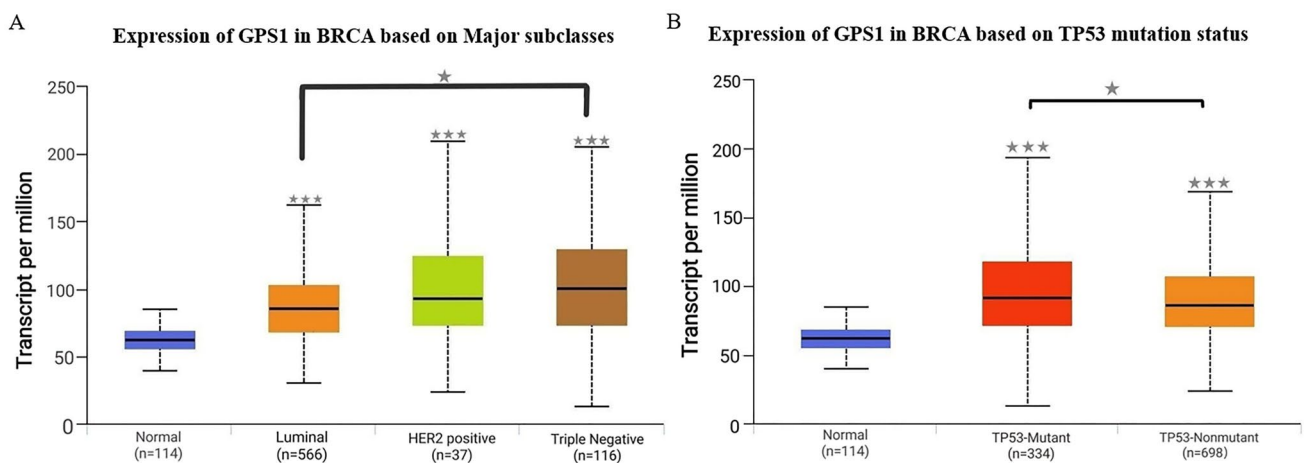 A
Expression of GPS1 in BRCA based on Major subclasses
Transcript per million
250
200
150
100
50
0
Normal
(n=114)
Luminal
(n=566)
HER2 positive
(n=37)
Triple Negative
(n=116)
B
Expression of GPS1 in BRCA based on TP53 mutation status
Transcript per million
250
200
150
100
50
0
Normal
(n=114)
TP53-Mutant
(n=334)
TP53-Nonmutant
(n=698)